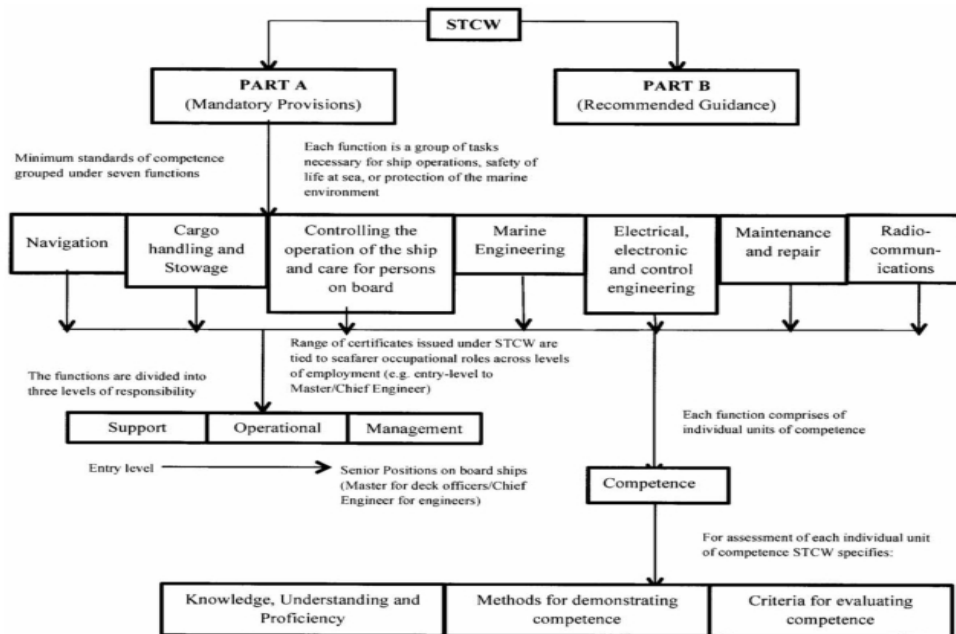 STCW
PART A
(Mandatory Provisions)
PART B
(Recommended Guidance)
Minimum standards of competence
grouped under seven functions
Each function is a group of tasks
necessary for ship operations, safety of
life at sea, or protection of the marine
environment
Navigation
Cargo
handling and
Stowage
Controlling the
operation of the ship
and care for persons
on board
Marine
Engineering
Electrical,
electronic
and control
engineering
Maintenance
and repair
Radio-
commun-
ications
Range of certificates issued under STCW are
tied to seafarer occupational roles across levels
of employment (e.g. entry-level to
Master/Chief Engineer)
The functions are divided into
three levels of responsibility
Support
Operational
Management
Entry level
Senior Positions on board ships
(Master for deck officers/Chief
Engineer for engineers)
Each function comprises of
individual units of competence
Competence
For assessment of each individual unit
of competence STCW specifies:
Knowledge, Understanding and
Proficiency
Methods for demonstrating
competence
Criteria for evaluating
competence